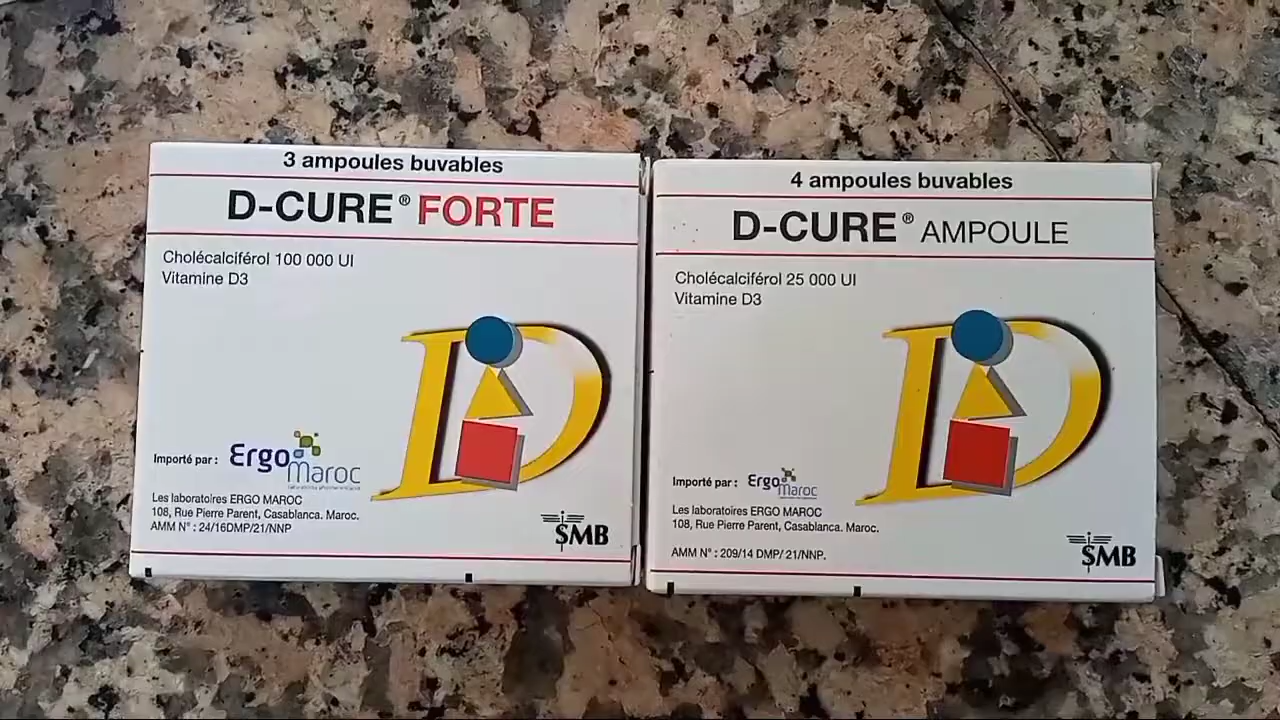 3 ampoules buvables
D-CURE® FORTE
Cholécalciférol 100 000 UI
Vitamine D3
Importé par : Ergo Maroc
Les laboratoires ERGO MAROC
108, Rue Pierre Parent, Casablanca. Maroc.
AMM N° : 24/16DMP/21/NNP
SMB
4 ampoules buvables
D-CURE® AMPOULE
Cholécalciférol 25 000 UI
Vitamine D3
Importé par : Ergo Maroc
Les laboratoires ERGO MAROC
108, Rue Pierre Parent, Casablanca. Maroc.
AMM N° : 209/14 DMP/ 21/NNP.
SMB